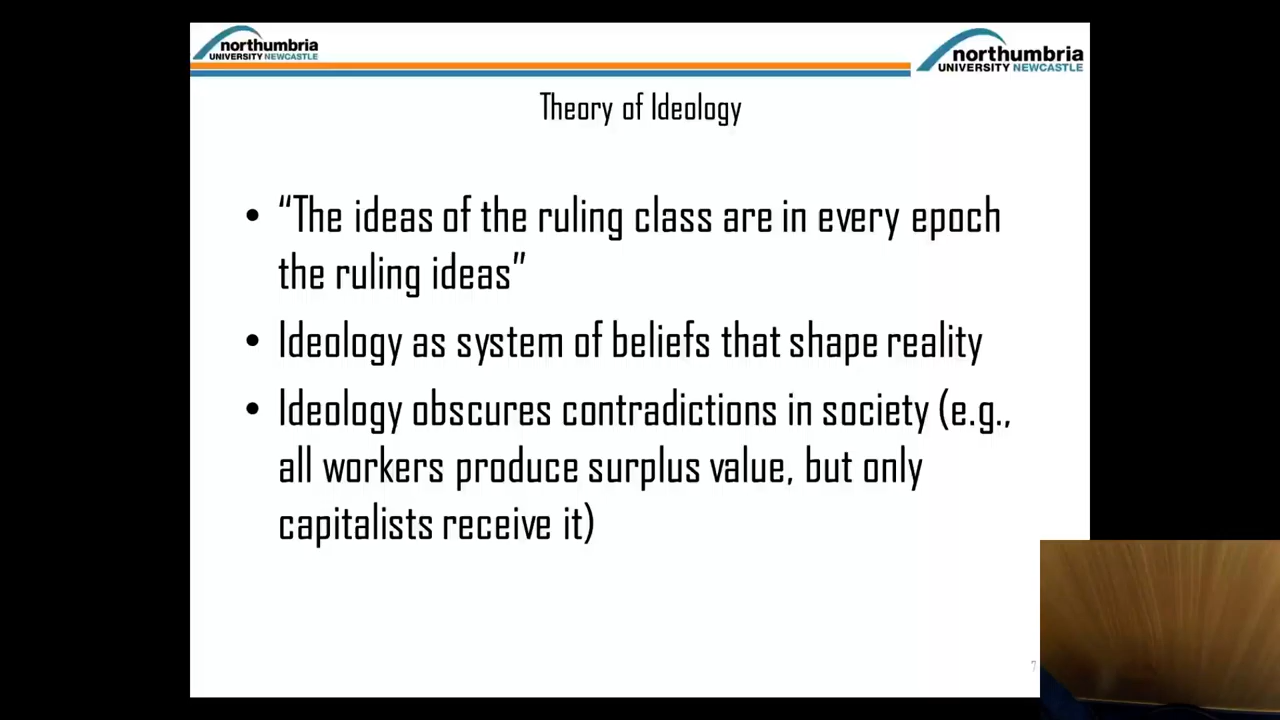 northumbria
UNIVERSITY NEWCASTLE
northumbria
UNIVERSITY NEWCASTLE
Theory of Ideology
• “The ideas of the ruling class are in every epoch
the ruling ideas”
• Ideology as system of beliefs that shape reality
• Ideology obscures contradictions in society (e.g.,
all workers produce surplus value, but only
capitalists receive it)
7